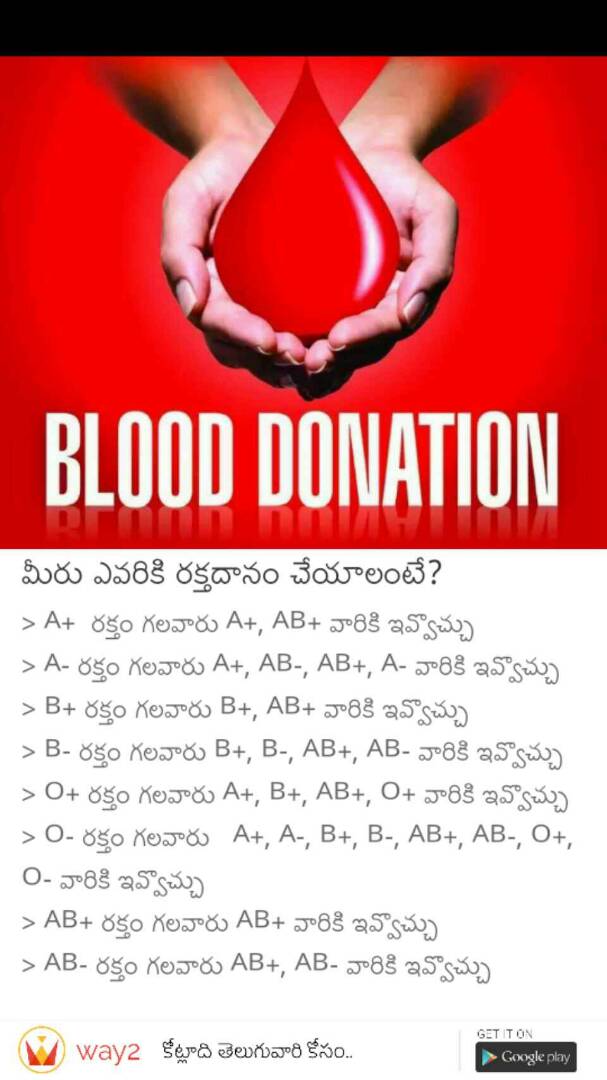 BLOOD DONATION
మీరు ఎవరికి రక్తదానం చేయాలంటే?
> A+ రక్తం గలవారు A+, AB+ వారికి ఇవ్వొచ్చు
> A- రక్తం గలవారు A+, AB-, AB+, A- వారికి ఇవ్వొచ్చు
> B+ రక్తం గలవారు B+, AB+ వారికి ఇవ్వొచ్చు
> B- రక్తం గలవారు B+, B-, AB+, AB- వారికి ఇవ్వొచ్చు
> O+ రక్తం గలవారు A+, B+, AB+, O+ వారికి ఇవ్వొచ్చు
> O- రక్తం గలవారు A+, A-, B+, B-, AB+, AB-, O+,
O- వారికి ఇవ్వొచ్చు
> AB+ రక్తం గలవారు AB+ వారికి ఇవ్వొచ్చు
> AB- రక్తం గలవారు AB+, AB- వారికి ఇవ్వొచ్చు
way2 కోట్లాది తెలుగువారి కోసం..
GET IT ON
Google play